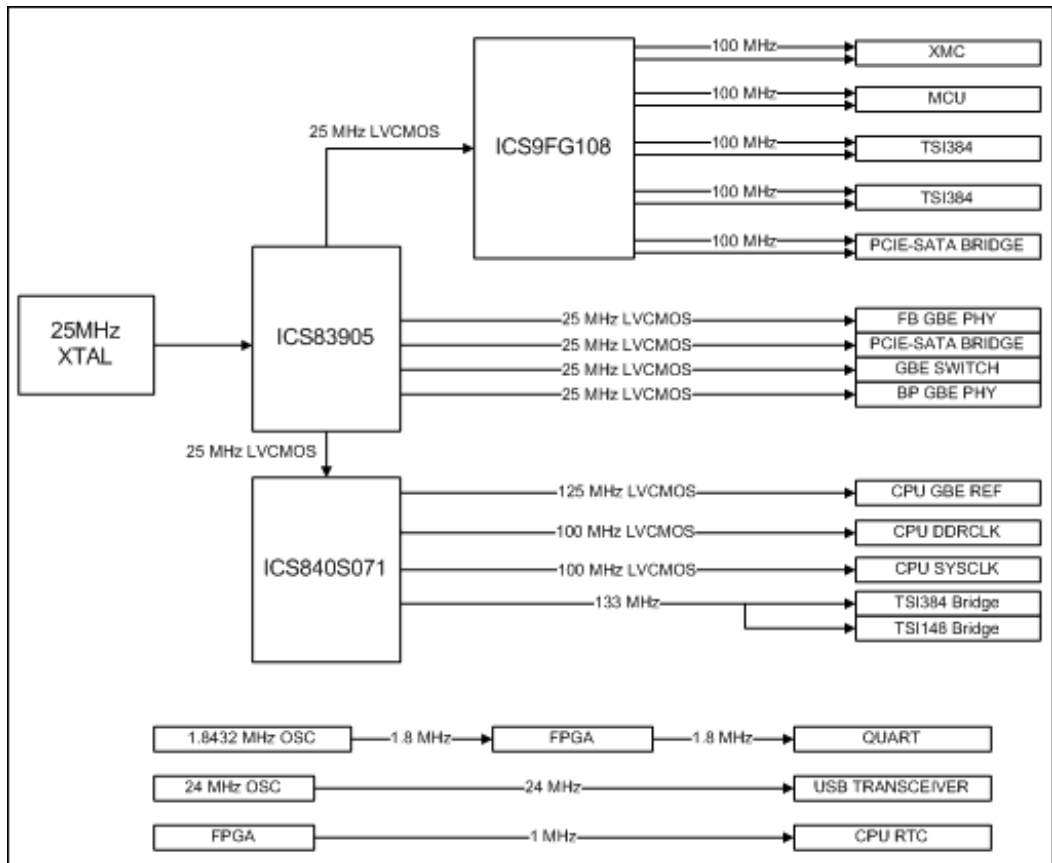 100 MHz
XMC
100 MHz
MCU
25 MHz LVCMOS
ICS9FG108
100 MHz
TSI384
100 MHz
TSI384
100 MHz
PCIE-SATA BRIDGE
25MHz
XTAL
ICS83905
25 MHz LVCMOS
FB GBE PHY
25 MHz LVCMOS
PCIE-SATA BRIDGE
25 MHz LVCMOS
GBE SWITCH
25 MHz LVCMOS
BP GBE PHY
25 MHz LVCMOS
ICS840S071
125 MHz LVCMOS
CPU GBE REF
100 MHz LVCMOS
CPU DDRCLK
100 MHz LVCMOS
CPU SYSCLK
133 MHz
TSI384 Bridge
TSI148 Bridge
1.8432 MHz OSC
1.8 MHz
FPGA
1.8 MHz
QUART
24 MHz OSC
24 MHz
USB TRANSCEIVER
FPGA
1 MHz
CPU RTC